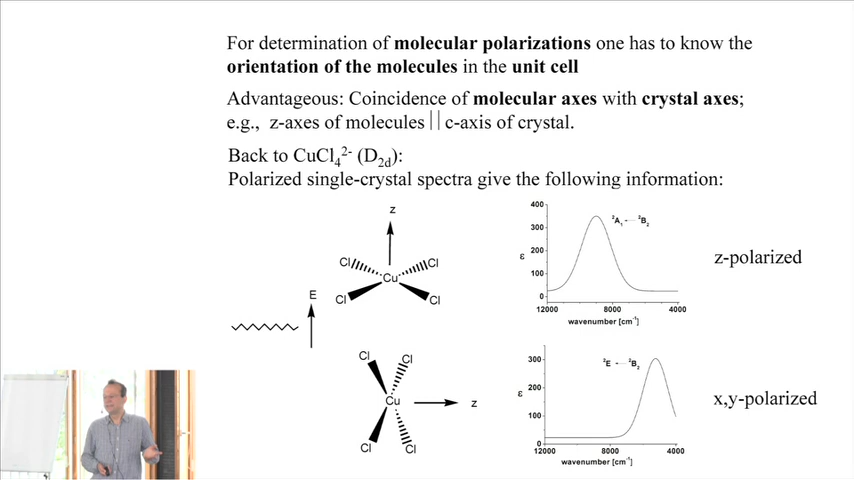 For determination of molecular polarizations one has to know the
orientation of the molecules in the unit cell
Advantageous: Coincidence of molecular axes with crystal axes;
e.g., z-axes of molecules || c-axis of crystal.
Back to CuCl₄²⁻ (D₂d):
Polarized single-crystal spectra give the following information:
z
Cl
Cl
Cu
Cl
Cl
E
400
300
200
100
0
ε
²A₁ ← ²B₂
12000
8000
4000
wavenumber [cm⁻¹]
z-polarized
Cl
Cl
Cu
z
Cl
Cl
300
200
100
0
ε
²E ← ²B₂
12000
8000
4000
wavenumber [cm⁻¹]
x,y-polarized